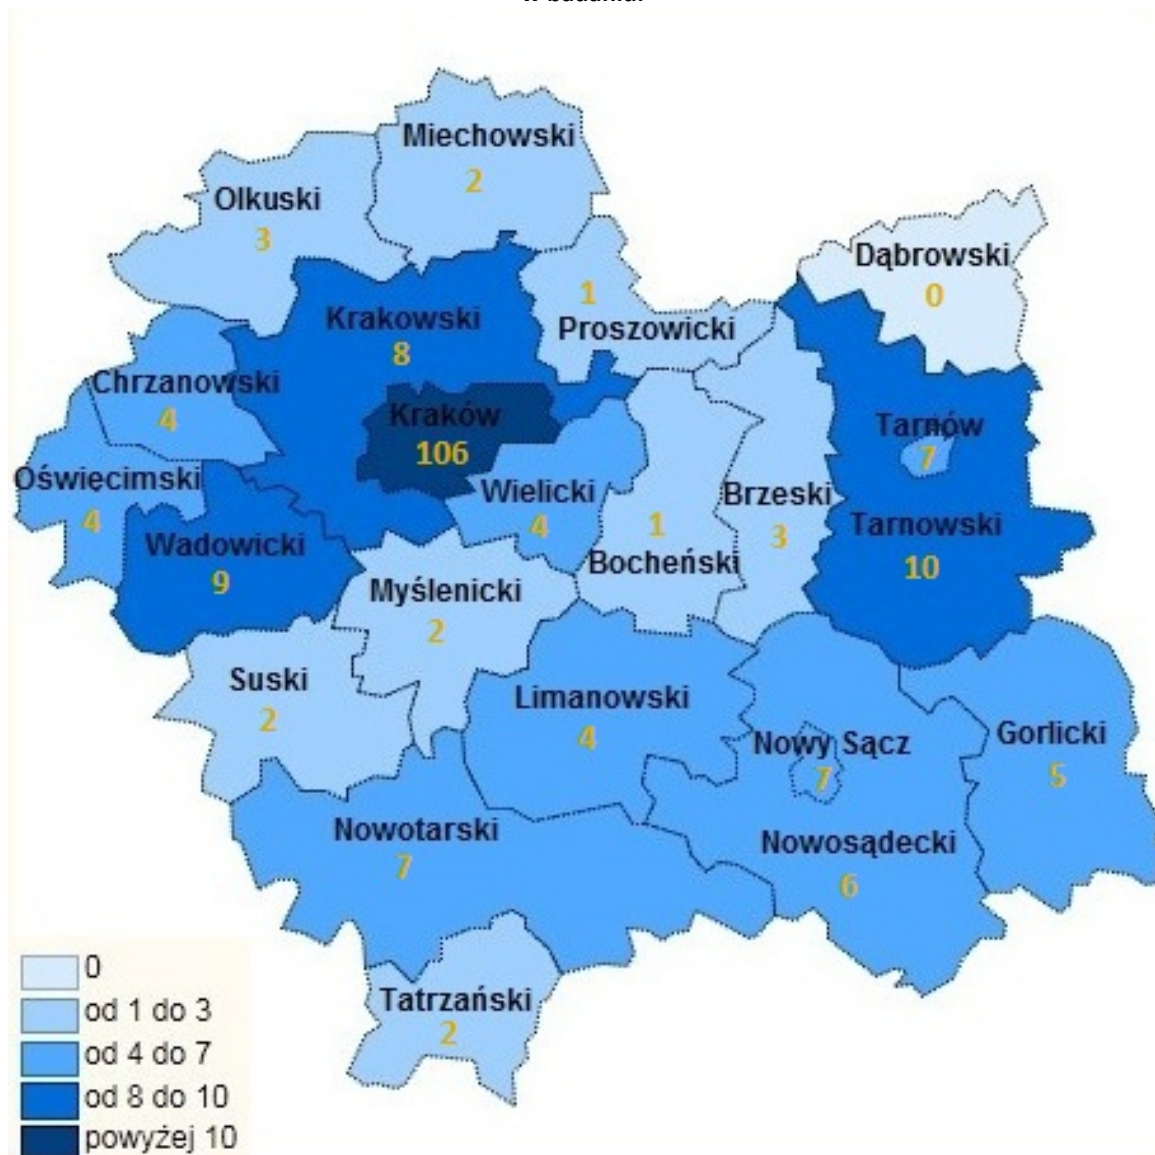 w badaniu.
Miechowski
2
Olkuski
3
Dąbrowski
0
Krakowski
8
1
Proszowicki
Chrzanowski
4
Kraków
106
Tarnów
7
Oświęcimski
4
Wielicki
4
Brzeski
3
1
Bocheński
Tarnowski
10
Wadowicki
9
Myślenicki
2
Suski
2
Limanowski
4
Nowy Sącz
7
Gorlicki
5
Nowotarski
7
Nowosądecki
6
Tatrzański
2
0
od 1 do 3
od 4 do 7
od 8 do 10
powyżej 10